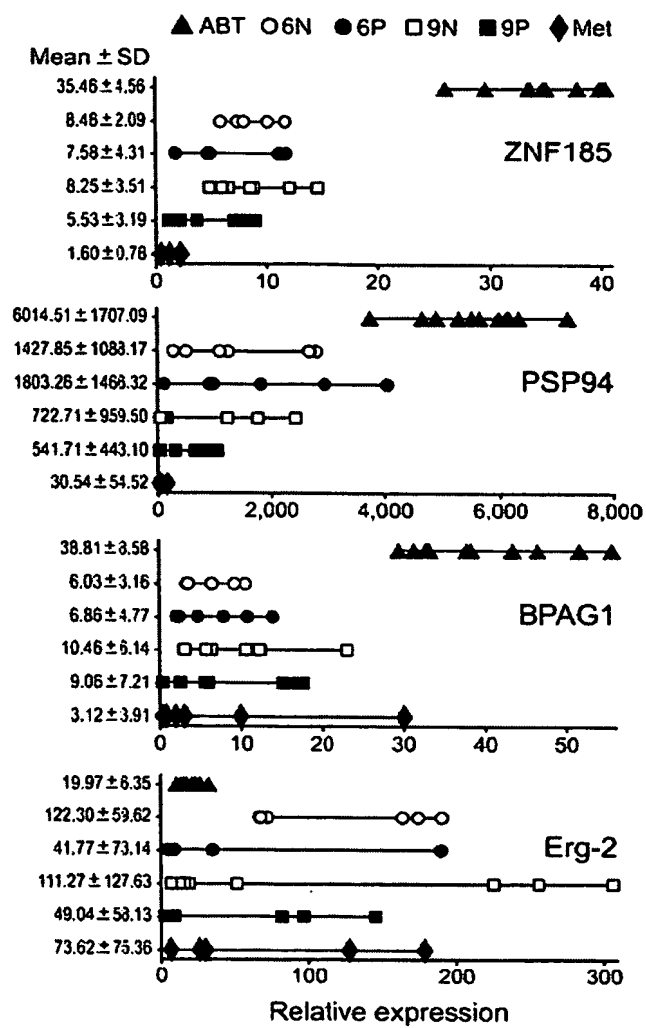 ABT 6N 6P 9N 9P Met
Mean ± SD
35.46 ± 4.56
8.46 ± 2.09
7.58 ± 4.31
8.25 ± 3.51
5.53 ± 3.19
1.60 ± 0.78
ZNF185
0 10 20 30 40
6014.51 ± 1707.09
1427.85 ± 1088.17
1803.26 ± 1466.32
722.71 ± 959.50
541.71 ± 443.10
30.54 ± 54.52
PSP94
0 2,000 4,000 6,000 8,000
38.81 ± 8.58
6.03 ± 3.16
6.86 ± 4.77
10.46 ± 6.14
9.06 ± 7.21
3.12 ± 3.91
BPAG1
0 10 20 30 40 50
19.97 ± 6.35
122.30 ± 59.62
41.77 ± 73.14
111.27 ± 127.63
49.04 ± 58.13
73.62 ± 75.36
Erg-2
0 100 200 300
Relative expression